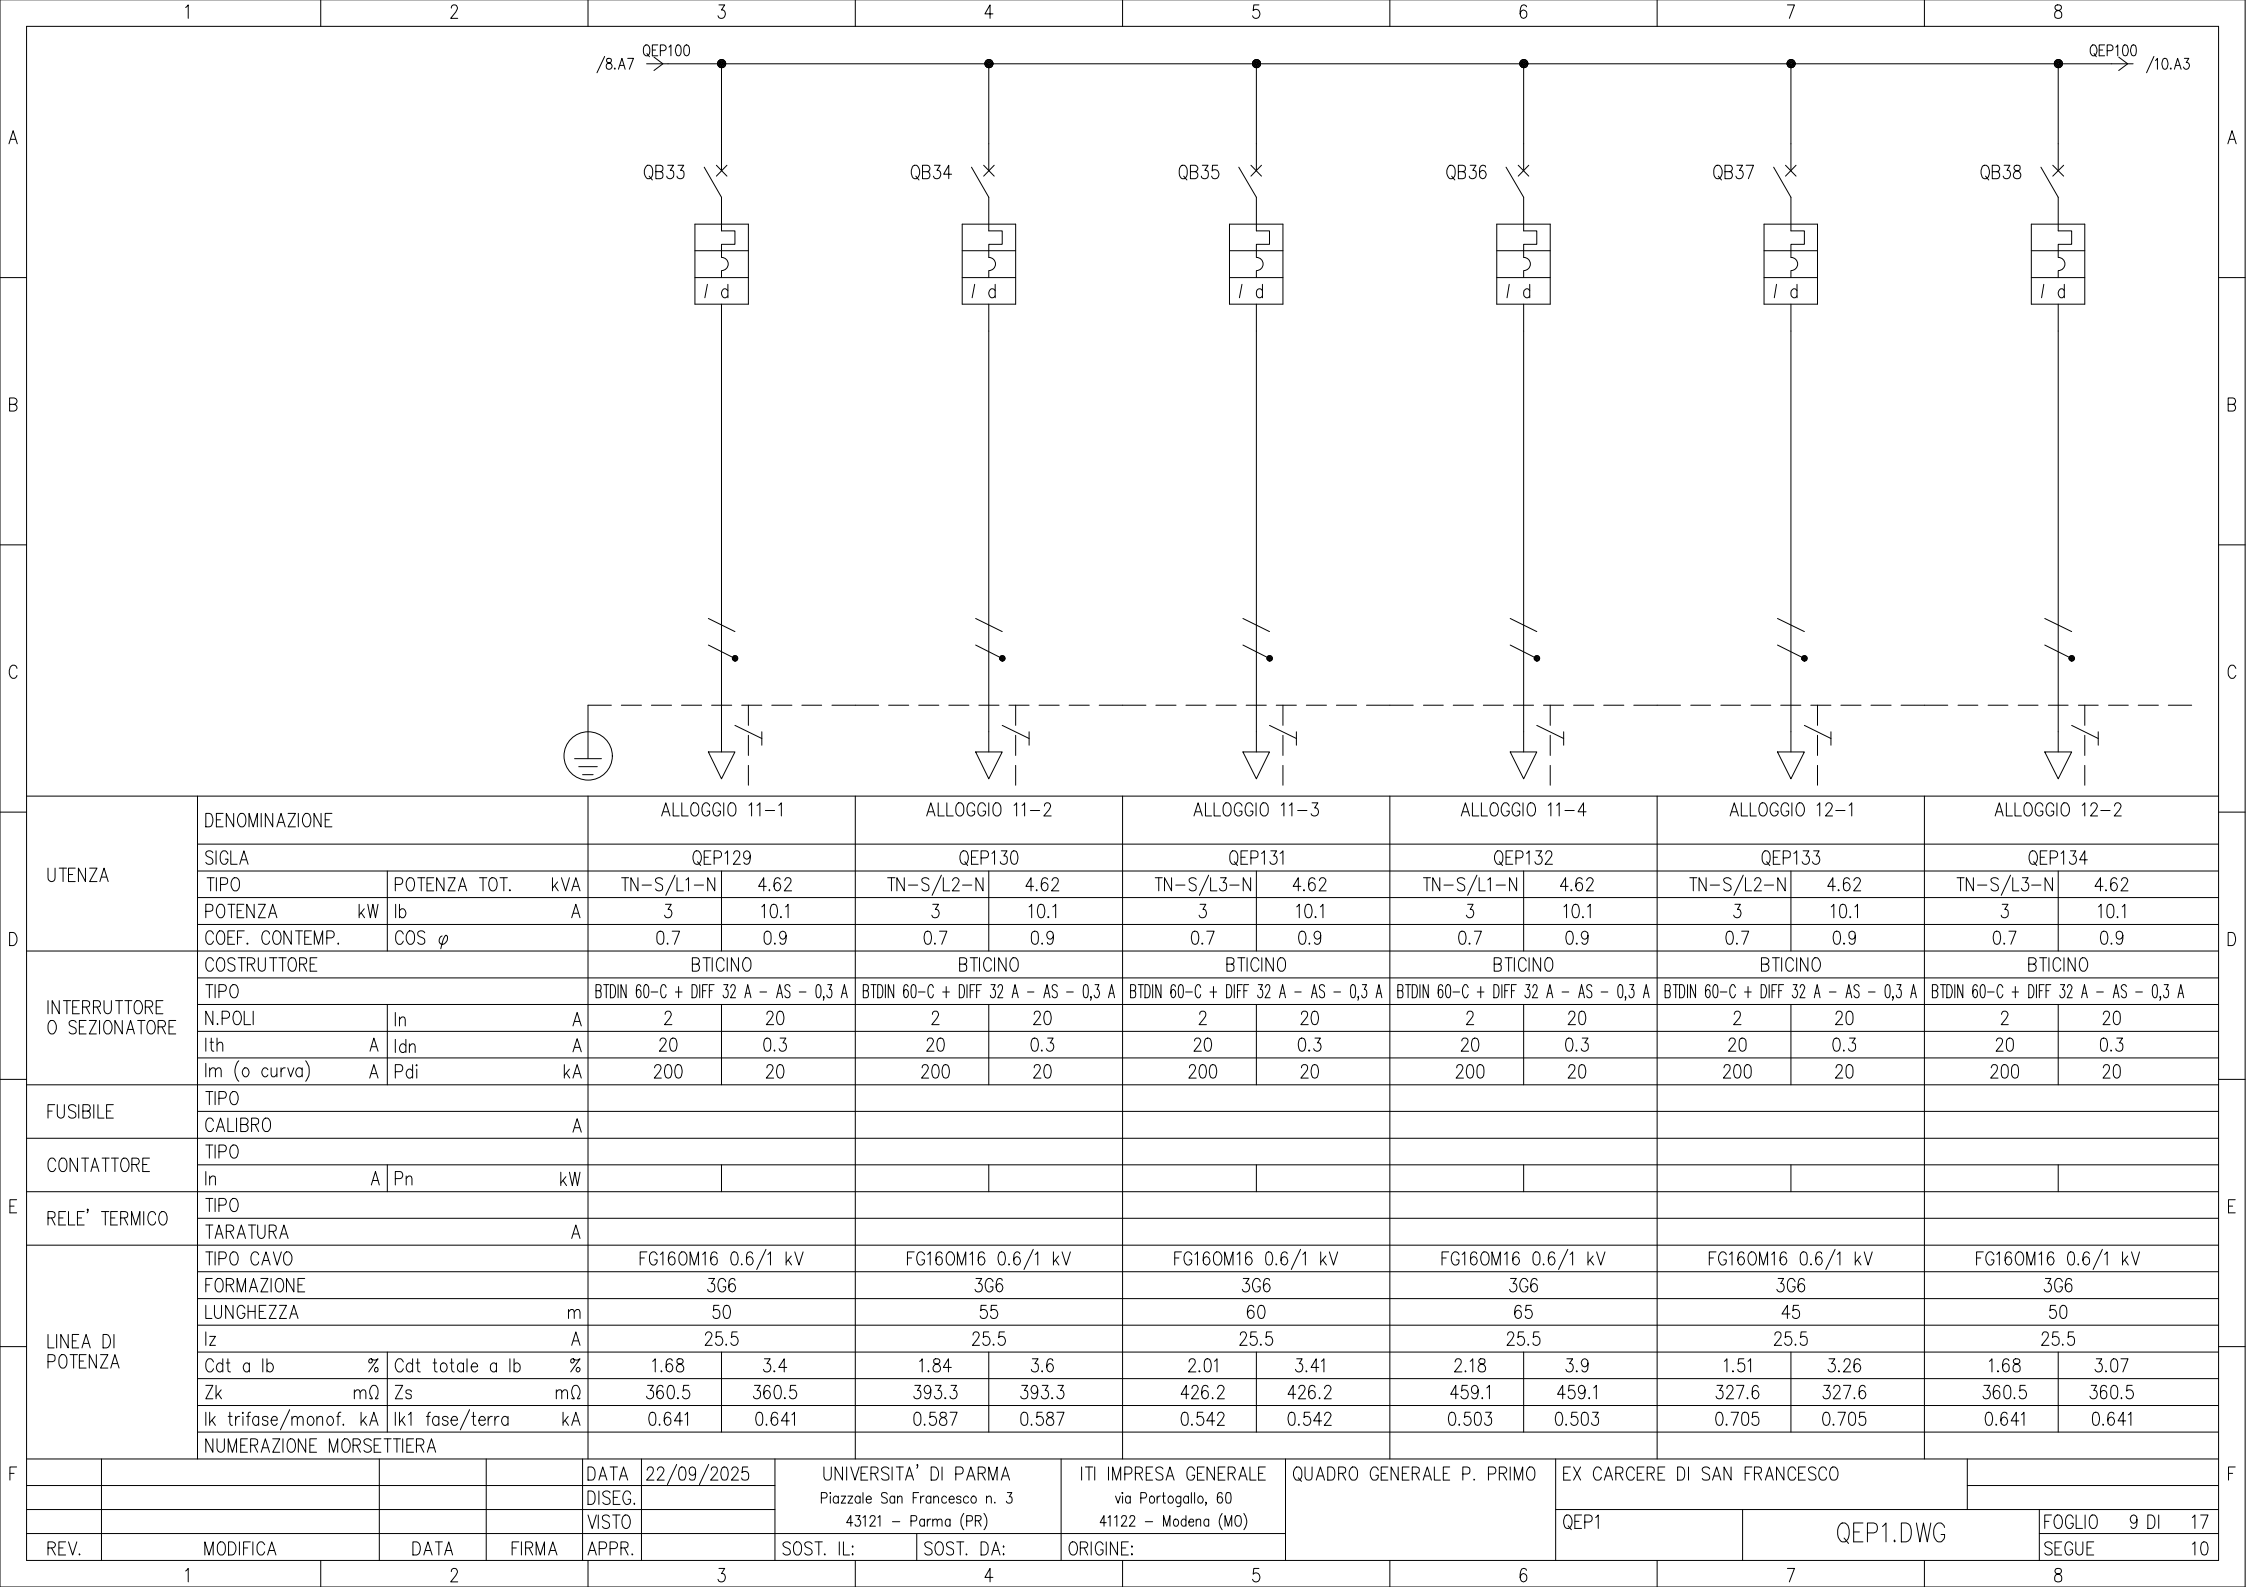 1 2 3 4 5 6 7 8
/8.A7 QEP100 QEP100 /10.A3
A A
QB33 QB34 QB35 QB36 QB37 QB38
I d I d I d I d I d I d
B B
C C
UTENZA
DENOMINAZIONE ALLOGGIO 11-1 ALLOGGIO 11-2 ALLOGGIO 11-3 ALLOGGIO 11-4 ALLOGGIO 12-1 ALLOGGIO 12-2
SIGLA QEP129 QEP130 QEP131 QEP132 QEP133 QEP134
TIPO POTENZA TOT. kVA TN-S/L1-N 4.62 TN-S/L2-N 4.62 TN-S/L3-N 4.62 TN-S/L1-N 4.62 TN-S/L2-N 4.62 TN-S/L3-N 4.62
POTENZA kW Ib A 3 10.1 3 10.1 3 10.1 3 10.1 3 10.1 3 10.1
D COEF. CONTEMP. COS φ 0.7 0.9 0.7 0.9 0.7 0.9 0.7 0.9 0.7 0.9 0.7 0.9 D
INTERRUTTORE
O SEZIONATORE
COSTRUTTORE BTICINO BTICINO BTICINO BTICINO BTICINO BTICINO
TIPO BTDIN 60-C + DIFF 32 A - AS - 0,3 A BTDIN 60-C + DIFF 32 A - AS - 0,3 A BTDIN 60-C + DIFF 32 A - AS - 0,3 A BTDIN 60-C + DIFF 32 A - AS - 0,3 A BTDIN 60-C + DIFF 32 A - AS - 0,3 A BTDIN 60-C + DIFF 32 A - AS - 0,3 A
N.POLI In A 2 20 2 20 2 20 2 20 2 20 2 20
Ith A Idn A 20 0.3 20 0.3 20 0.3 20 0.3 20 0.3 20 0.3
Im (o curva) A Pdi kA 200 20 200 20 200 20 200 20 200 20 200 20
FUSIBILE
TIPO
CALIBRO A
CONTATTORE
TIPO
In A Pn kW
E E
RELE' TERMICO
TIPO
TARATURA A
LINEA DI
POTENZA
TIPO CAVO FG16OM16 0.6/1 kV FG16OM16 0.6/1 kV FG16OM16 0.6/1 kV FG16OM16 0.6/1 kV FG16OM16 0.6/1 kV FG16OM16 0.6/1 kV
FORMAZIONE 3G6 3G6 3G6 3G6 3G6 3G6
LUNGHEZZA m 50 55 60 65 45 50
Iz A 25.5 25.5 25.5 25.5 25.5 25.5
Cdt a Ib % Cdt totale a Ib % 1.68 3.4 1.84 3.6 2.01 3.41 2.18 3.9 1.51 3.26 1.68 3.07
Zk mΩ Zs mΩ 360.5 360.5 393.3 393.3 426.2 426.2 459.1 459.1 327.6 327.6 360.5 360.5
Ik trifase/monof. kA Ik1 fase/terra kA 0.641 0.641 0.587 0.587 0.542 0.542 0.503 0.503 0.705 0.705 0.641 0.641
NUMERAZIONE MORSETTIERA
F F
DATA 22/09/2025 UNIVERSITA' DI PARMA ITI IMPRESA GENERALE QUADRO GENERALE P. PRIMO EX CARCERE DI SAN FRANCESCO
DISEG. Piazzale San Francesco n. 3 via Portogallo, 60
VISTO 43121 - Parma (PR) 41122 - Modena (MO) QEP1 QEP1.DWG FOGLIO 9 DI 17
REV. MODIFICA DATA FIRMA APPR. SOST. IL: SOST. DA: ORIGINE: SEGUE 10
1 2 3 4 5 6 7 8